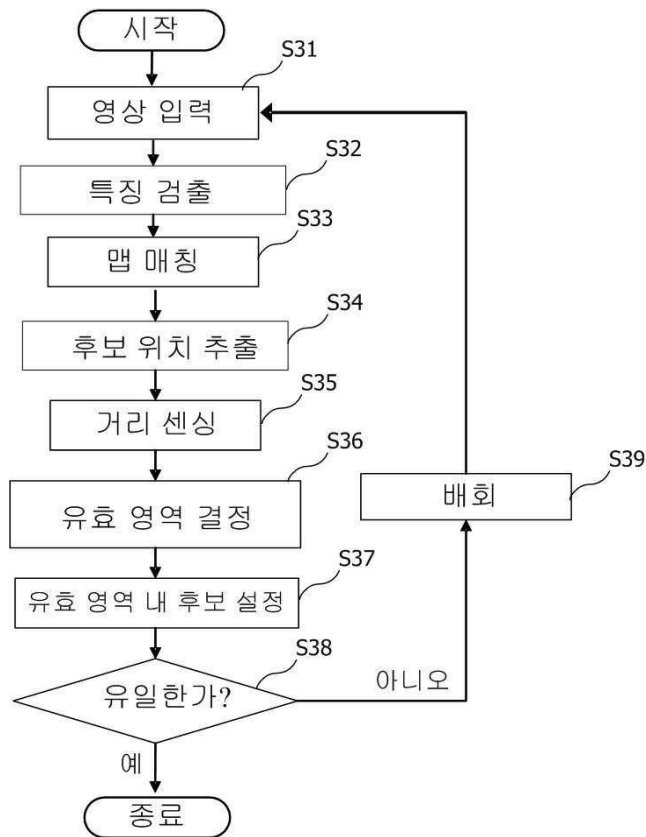 시작
S31
영상 입력
S32
특징 검출
S33
맵 매칭
S34
후보 위치 추출
S35
거리 센싱
S36
유효 영역 결정
S39
배회
S37
유효 영역 내 후보 설정
S38
유일한가?
아니오
예
종료